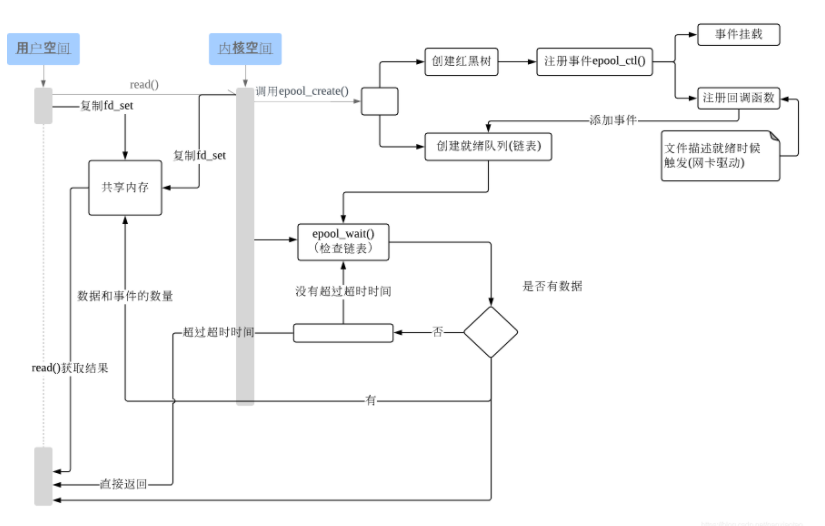 用户空间
内核空间
read()
调用epool_create()
复制fd_set
复制fd_set
共享内存
创建红黑树
注册事件epool_ctl()
事件挂载
注册回调函数
添加事件
创建就绪队列(链表)
文件描述就绪时候
触发(网卡驱动)
epool_wait()
（检查链表）
没有超过超时时间
是否有数据
数据和事件的数量
超过超时时间
否
read()获取结果
有
直接返回